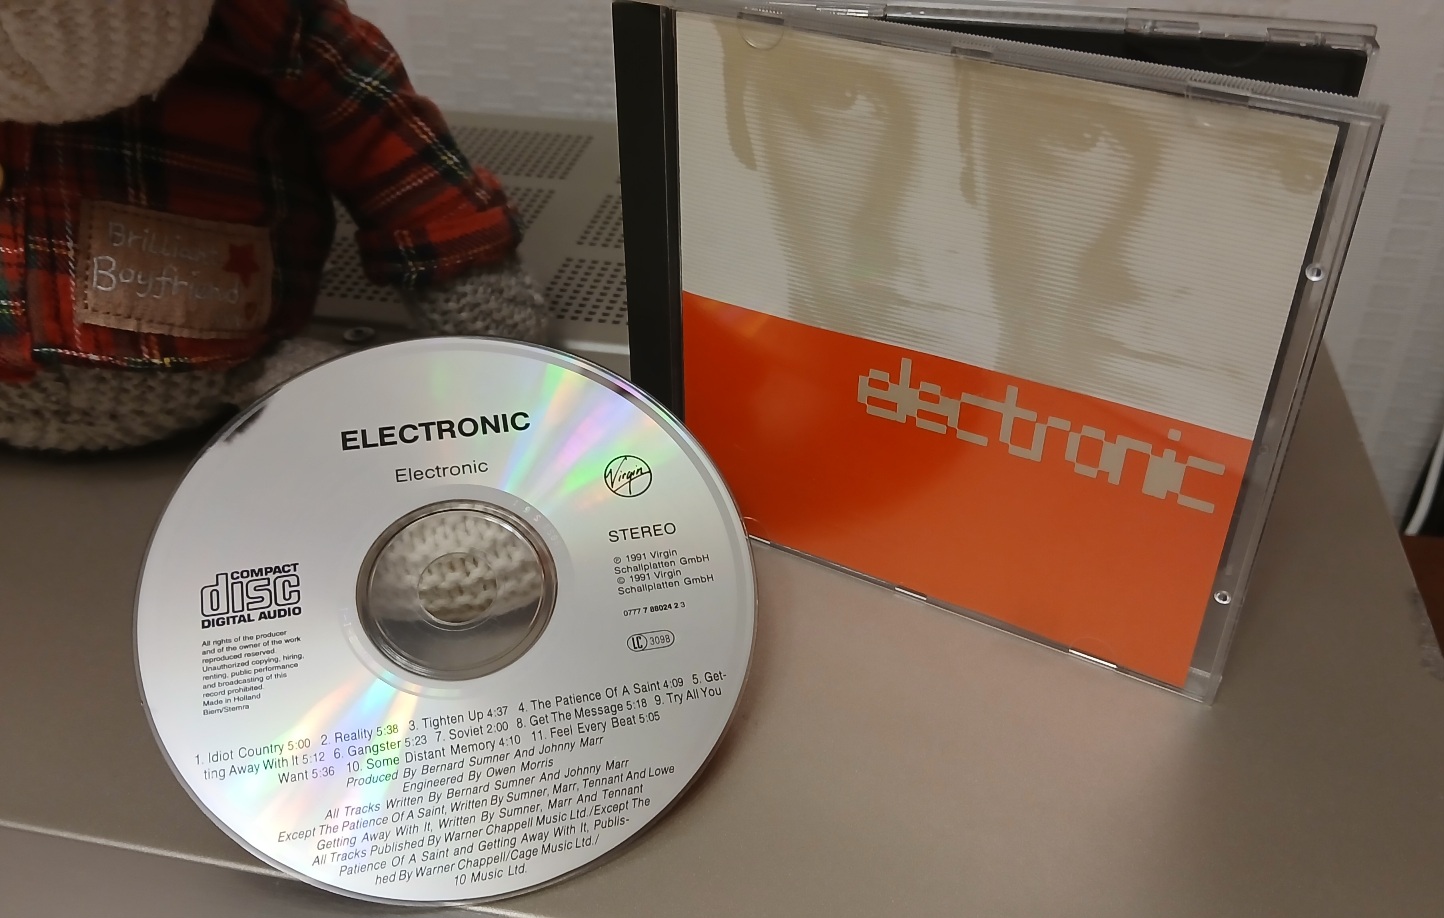 Brilliant
Boyfriend
electronic
ELECTRONIC
Electronic
Virgin
STEREO
℗ 1991 Virgin
Schallplatten GmbH
© 1991 Virgin
Schallplatten GmbH
0777 7 88024 2 3
LC 3098
COMPACT
disc
DIGITAL AUDIO
All rights of the producer
and of the owner of the work
reproduced reserved.
Unauthorized copying, hiring,
renting, public performance
and broadcasting of this
record prohibited.
Made in Holland
Biem/Stemra
1. Idiot Country 5:00 2. Reality 5:38 3. Tighten Up 4:37 4. The Patience Of A Saint 4:09 5. Get-
ting Away With It 5:12 6. Gangster 5:23 7. Soviet 2:00 8. Get The Message 5:18 9. Try All You
Want 5:36 10. Some Distant Memory 4:10 11. Feel Every Beat 5:05
Produced By Bernard Sumner And Johnny Marr
Engineered By Owen Morris
All Tracks Written By Bernard Sumner And Johnny Marr
Except The Patience Of A Saint, Written By Sumner, Marr, Tennant And Lowe
Getting Away With It, Written By Sumner, Marr And Tennant
All Tracks Published By Warner Chappell Music Ltd./Except The
Patience Of A Saint and Getting Away With It, Publis-
hed By Warner Chappell/Cage Music Ltd./
10 Music Ltd.